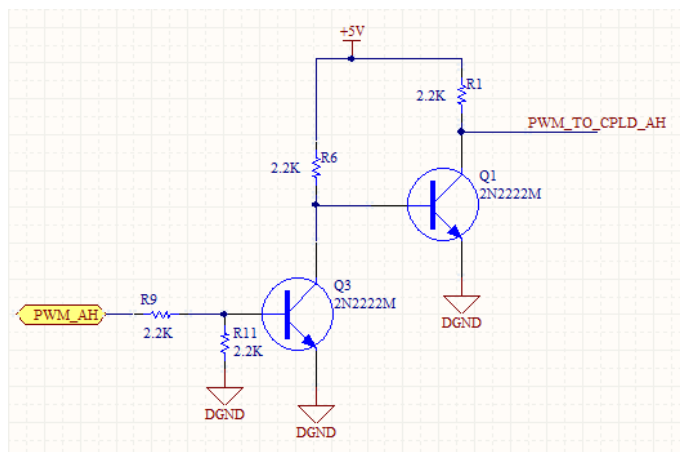 +5V
R1
2.2K
PWM_TO_CPLD_AH
R6
2.2K
Q1
2N2222M
Q3
2N2222M
DGND
R9
PWM_AH
2.2K
R11
2.2K
DGND
DGND